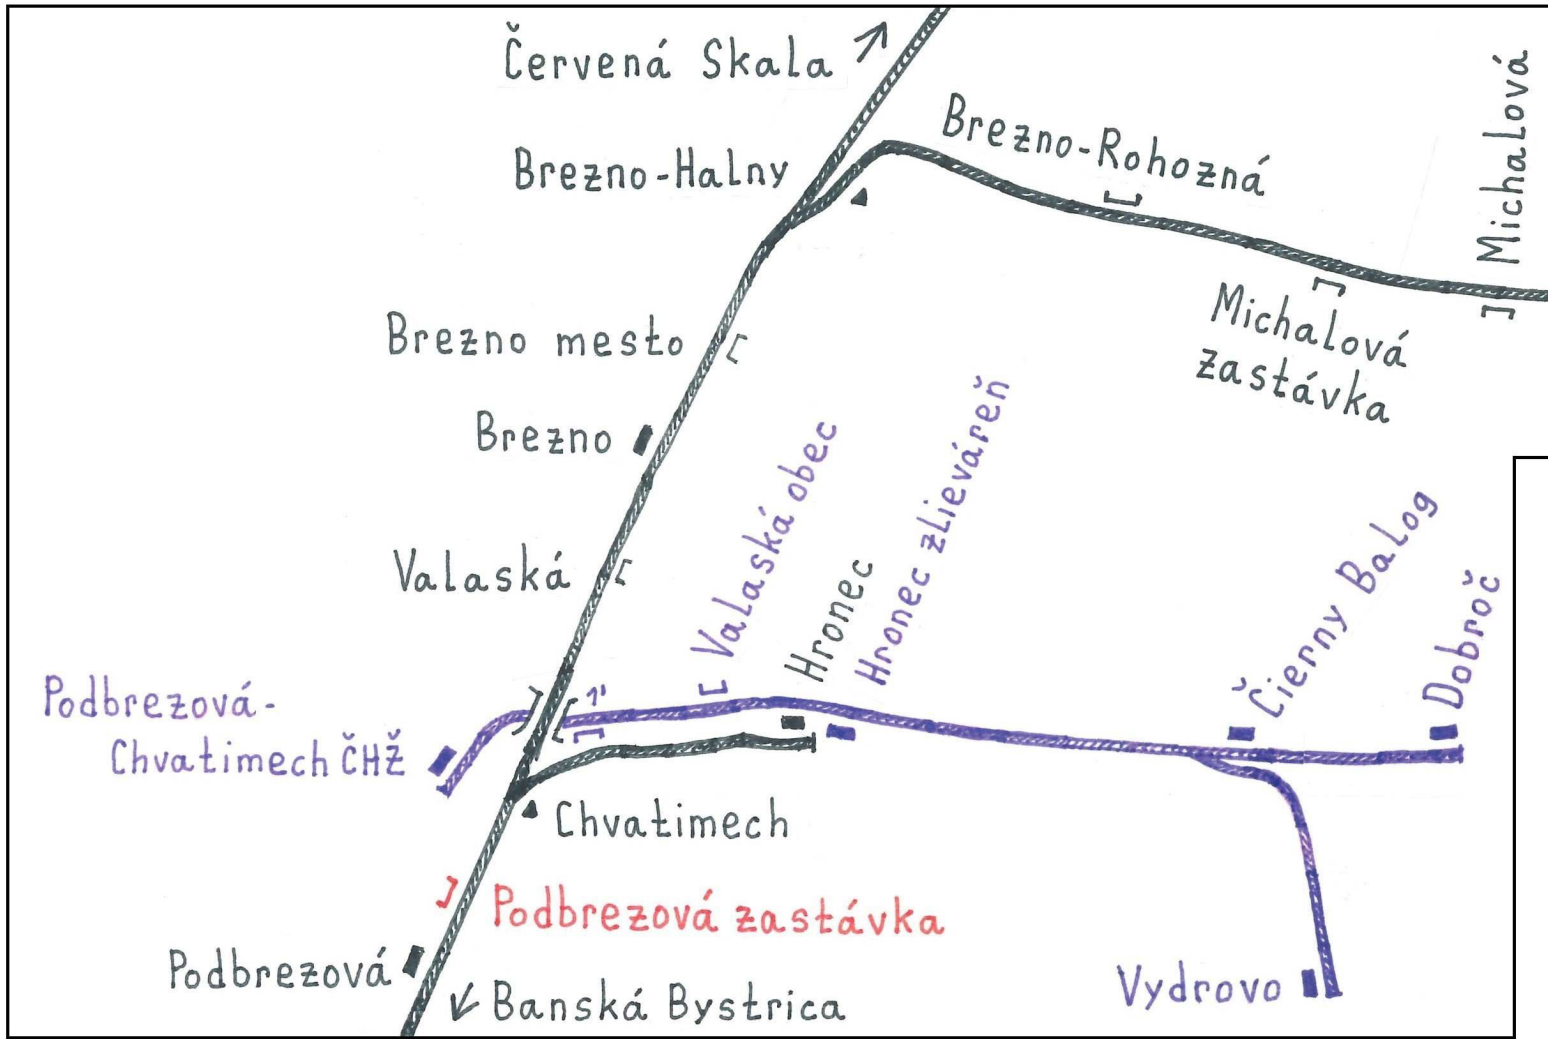 Červená Skala
Brezno-Halny
Brezno-Rohozná
Michalová
Michalová
zastávka
Brezno mesto
Brezno
Valaská
Valaská obec
Hronec
Hronec zlieváreň
Čierny Balog
Dobroč
Podbrezová-
Chvatimech ČHŽ
1'
Chvatimech
Podbrezová zastávka
Podbrezová
Banská Bystrica
Vydrovo